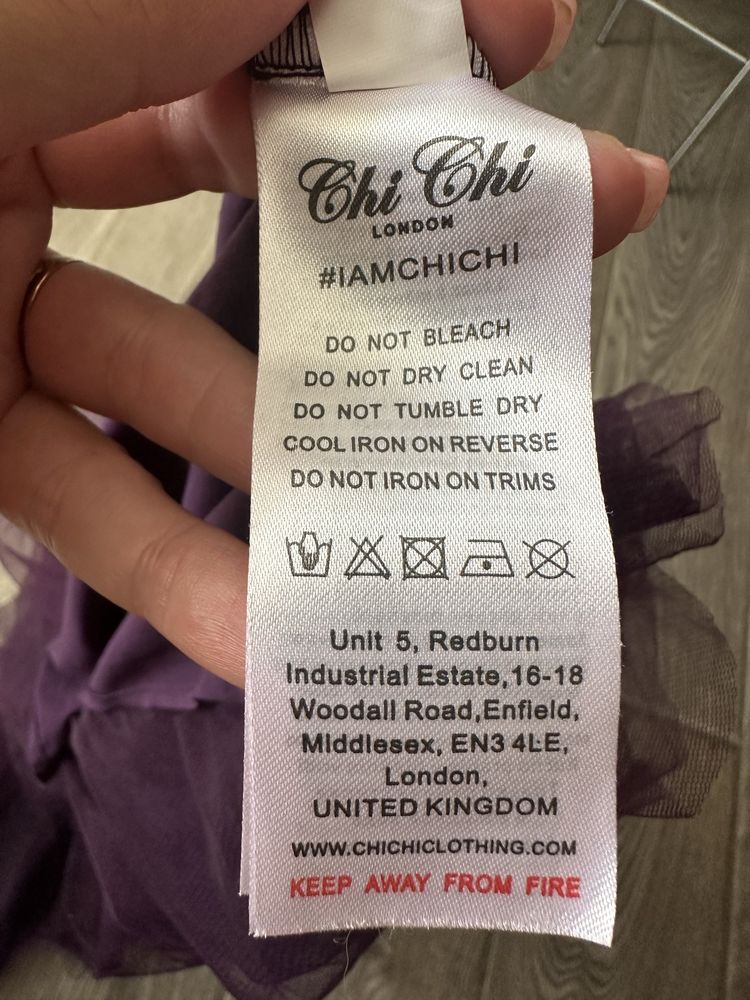 Chi Chi
LONDON
#IAMCHICHI
DO NOT BLEACH
DO NOT DRY CLEAN
DO NOT TUMBLE DRY
COOL IRON ON REVERSE
DO NOT IRON ON TRIMS
Unit 5, Redburn
Industrial Estate,16-18
Woodall Road,Enfield,
Middlesex, EN3 4LE,
London,
UNITED KINGDOM
WWW.CHICHICLOTHING.COM
KEEP AWAY FROM FIRE